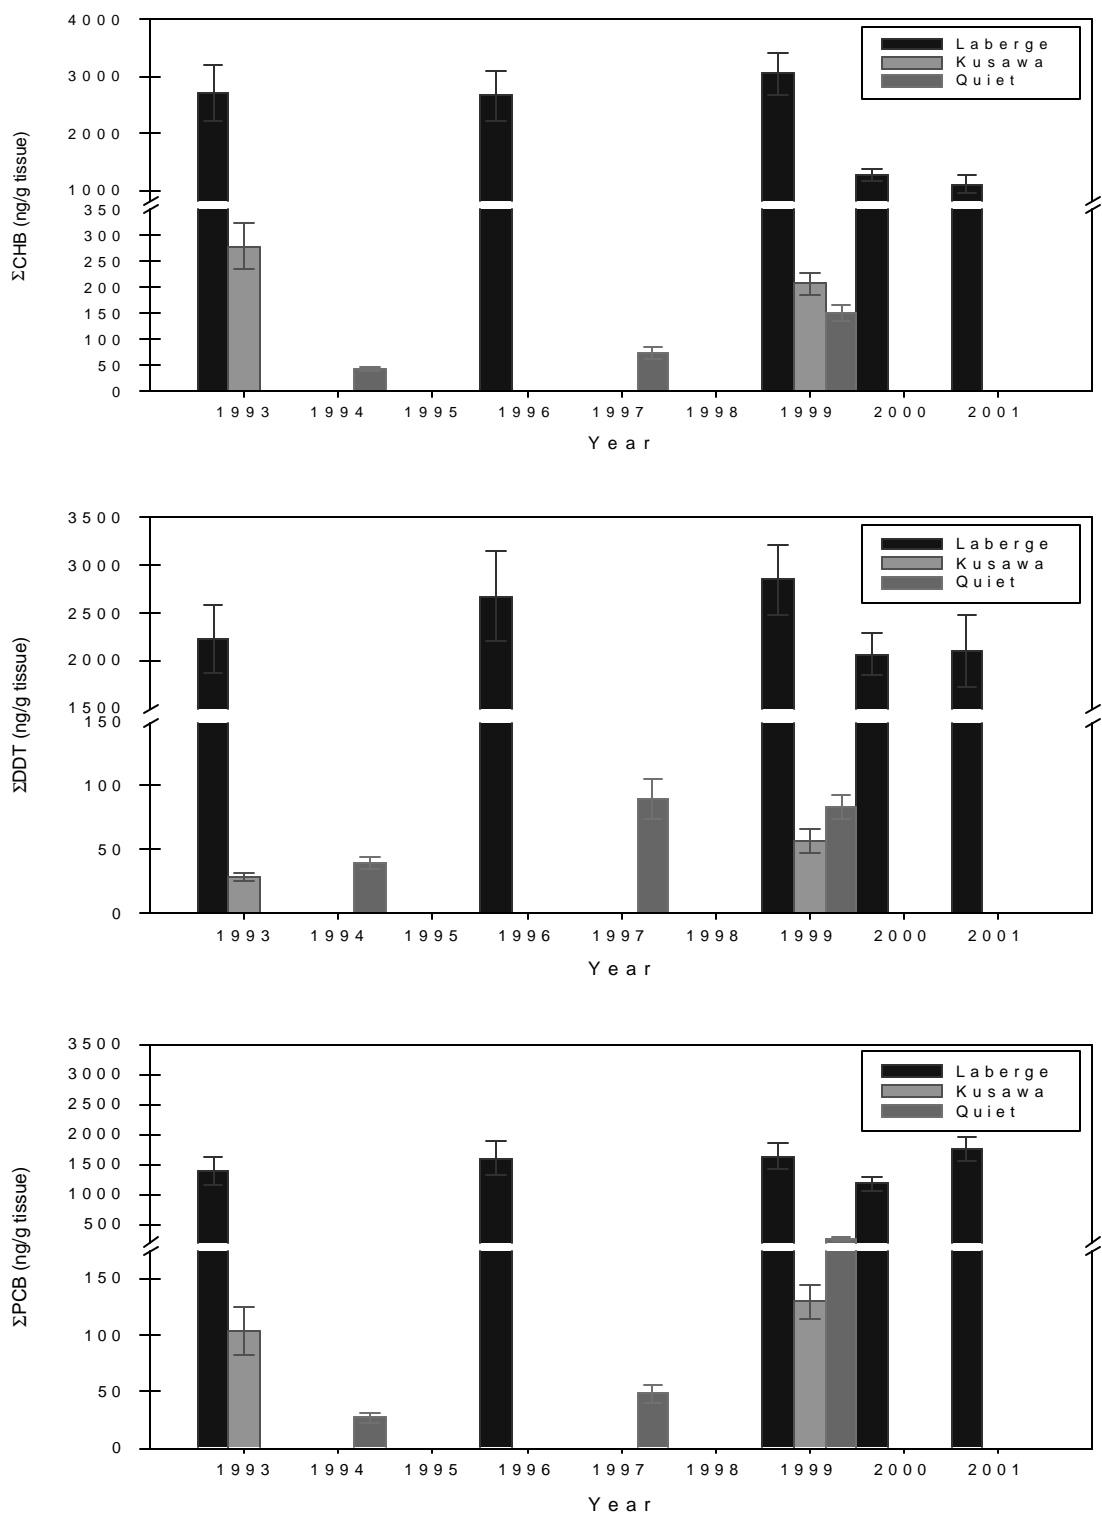 4000
3000
2000
1000
350
300
250
200
150
100
50
0
ΣCHB (ng/g tissue)
Laberge
Kusawa
Quiet
1993 1994 1995 1996 1997 1998 1999 2000 2001
Year
3500
3000
2500
2000
1500
150
100
50
0
ΣDDT (ng/g tissue)
Laberge
Kusawa
Quiet
1993 1994 1995 1996 1997 1998 1999 2000 2001
Year
3500
3000
2500
2000
1500
1000
500
150
100
50
0
ΣPCB (ng/g tissue)
Laberge
Kusawa
Quiet
1993 1994 1995 1996 1997 1998 1999 2000 2001
Year